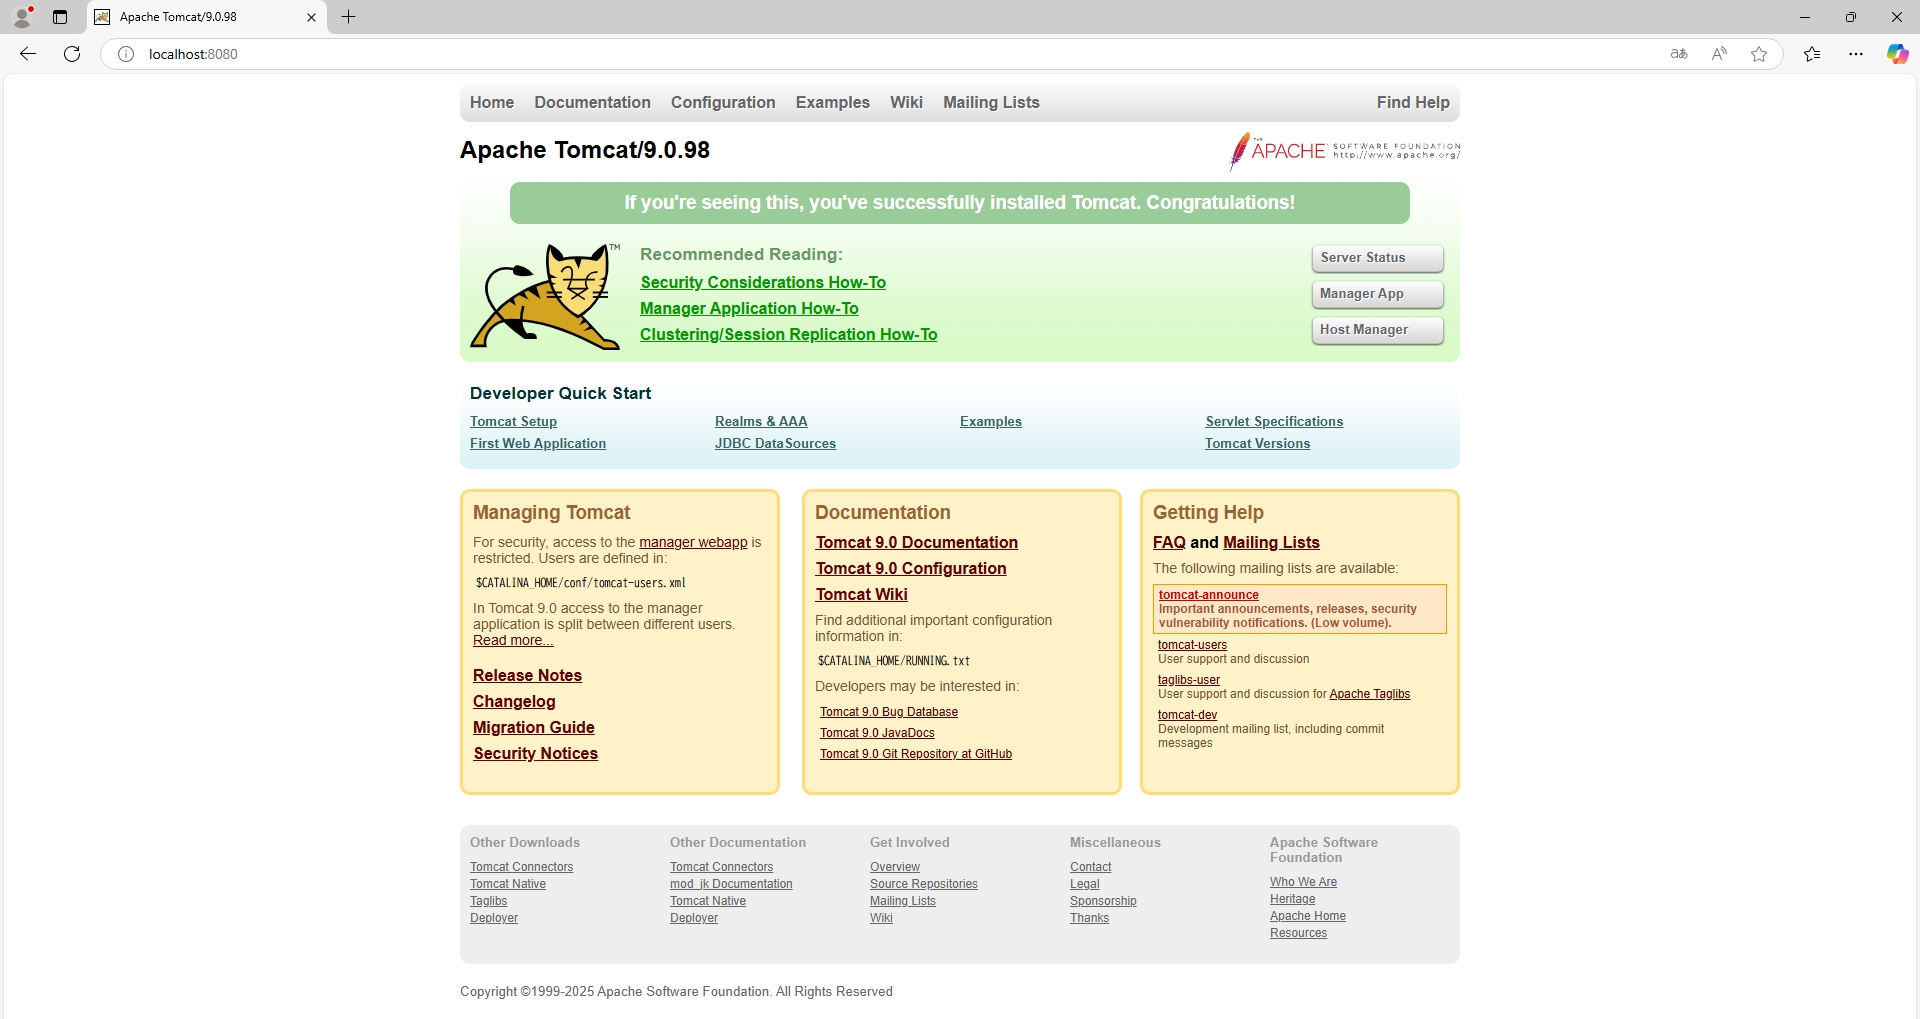 Apache Tomcat/9.0.98
localhost:8080
Home Documentation Configuration Examples Wiki Mailing Lists Find Help
Apache Tomcat/9.0.98
THE APACHE SOFTWARE FOUNDATION
http://www.apache.org/
If you're seeing this, you've successfully installed Tomcat. Congratulations!
TM
Recommended Reading:
Security Considerations How-To
Manager Application How-To
Clustering/Session Replication How-To
Server Status
Manager App
Host Manager
Developer Quick Start
Tomcat Setup
First Web Application
Realms & AAA
JDBC DataSources
Examples
Servlet Specifications
Tomcat Versions
Managing Tomcat
For security, access to the manager webapp is
restricted. Users are defined in:
$CATALINA_HOME/conf/tomcat-users.xml
In Tomcat 9.0 access to the manager
application is split between different users.
Read more...
Release Notes
Changelog
Migration Guide
Security Notices
Documentation
Tomcat 9.0 Documentation
Tomcat 9.0 Configuration
Tomcat Wiki
Find additional important configuration
information in:
$CATALINA_HOME/RUNNING.txt
Developers may be interested in:
Tomcat 9.0 Bug Database
Tomcat 9.0 JavaDocs
Tomcat 9.0 Git Repository at GitHub
Getting Help
FAQ and Mailing Lists
The following mailing lists are available:
tomcat-announce
Important announcements, releases, security
vulnerability notifications. (Low volume).
tomcat-users
User support and discussion
taglibs-user
User support and discussion for Apache Taglibs
tomcat-dev
Development mailing list, including commit
messages
Other Downloads
Tomcat Connectors
Tomcat Native
Taglibs
Deployer
Other Documentation
Tomcat Connectors
mod_jk Documentation
Tomcat Native
Deployer
Get Involved
Overview
Source Repositories
Mailing Lists
Wiki
Miscellaneous
Contact
Legal
Sponsorship
Thanks
Apache Software
Foundation
Who We Are
Heritage
Apache Home
Resources
Copyright ©1999-2025 Apache Software Foundation. All Rights Reserved